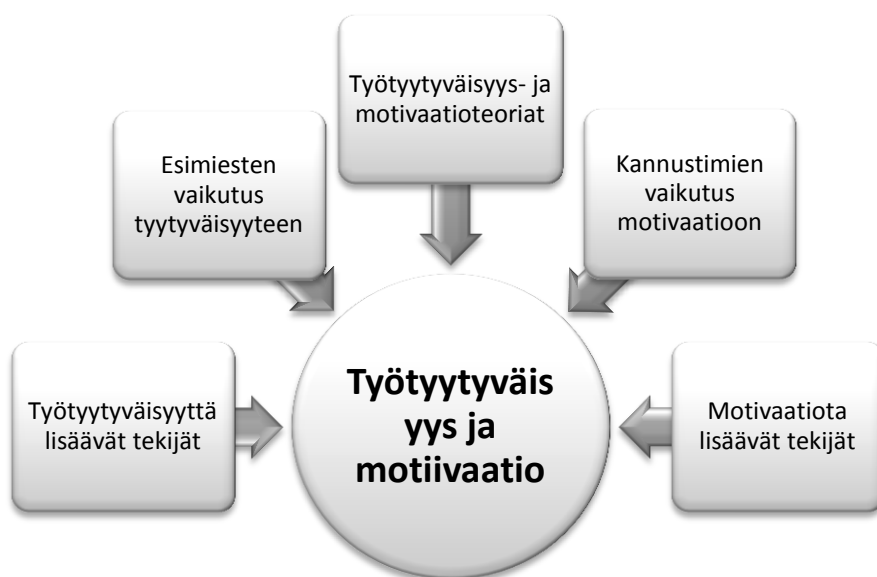 Työtyytyväisyys- ja
motivaatioteoriat
Esimiesten
vaikutus
tyytyväisyyteen
Kannustimien
vaikutus
motivaatioon
Työtyytyväisyyttä
lisäävät tekijät
Työtyytyväis
yys ja
motiivaatio
Motivaatiota
lisäävät tekijät